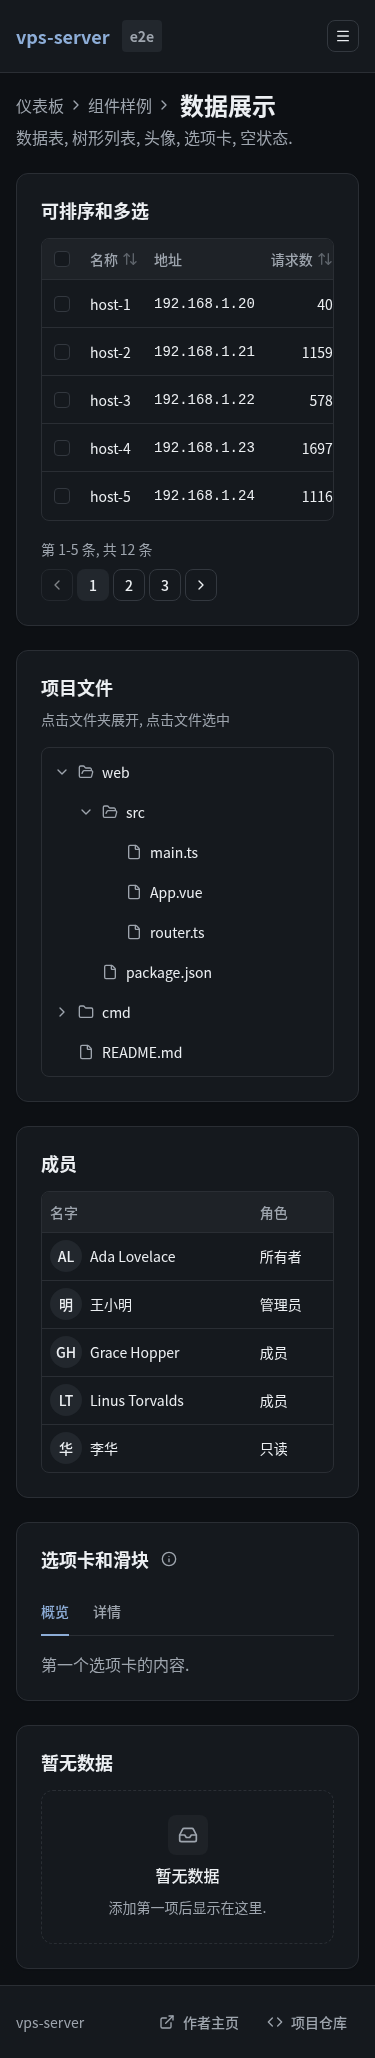 vps-server e2e
仪表板 > 组件样例 > 数据展示
数据表, 树形列表, 头像, 选项卡, 空状态.
可排序和多选
名称 地址 请求数
host-1 192.168.1.20 40
host-2 192.168.1.21 1159
host-3 192.168.1.22 578
host-4 192.168.1.23 1697
host-5 192.168.1.24 1116
第 1-5 条, 共 12 条
1 2 3
项目文件
点击文件夹展开, 点击文件选中
web
src
main.ts
App.vue
router.ts
package.json
cmd
README.md
成员
名字 角色
AL Ada Lovelace 所有者
明 王小明 管理员
GH Grace Hopper 成员
LT Linus Torvalds 成员
华 李华 只读
选项卡和滑块
概览 详情
第一个选项卡的内容.
暂无数据
暂无数据
添加第一项后显示在这里.
vps-server 作者主页 项目仓库